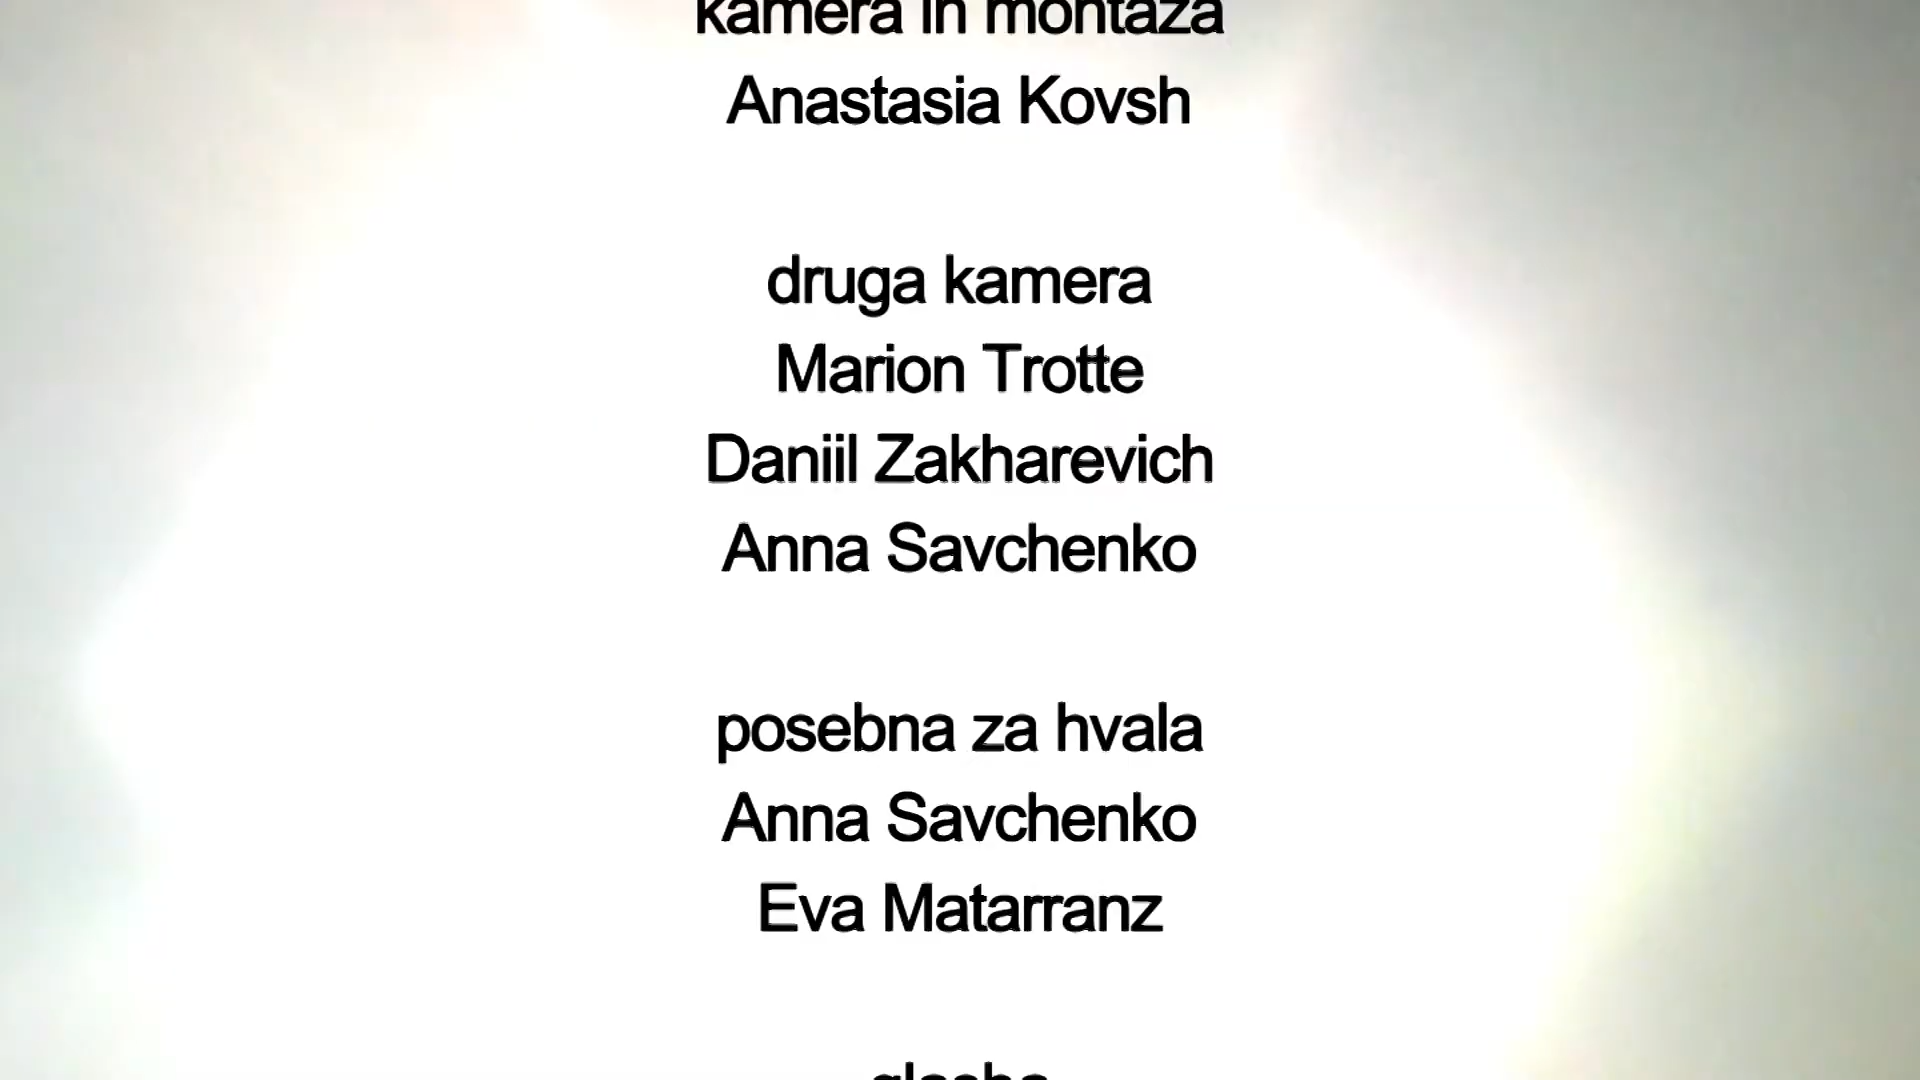 kamera in montaza
Anastasia Kovsh
druga kamera
Marion Trotte
Daniil Zakharevich
Anna Savchenko
posebna za hvala
Anna Savchenko
Eva Matarranz